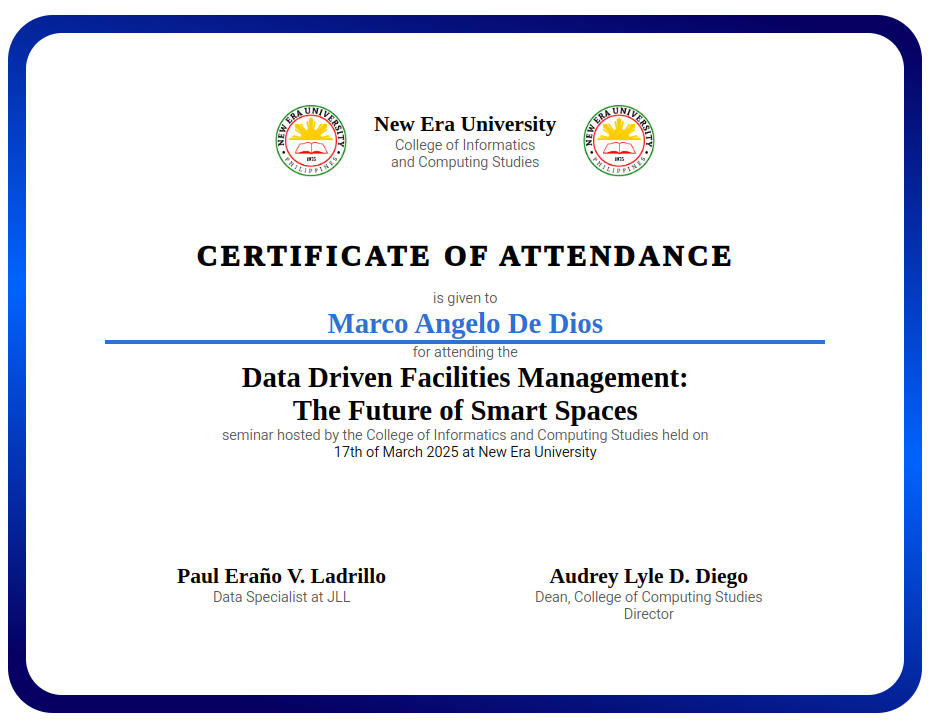 NEW ERA UNIVERSITY
1975
PHILIPPINES
New Era University
College of Informatics
and Computing Studies
NEW ERA UNIVERSITY
1975
PHILIPPINES
CERTIFICATE OF ATTENDANCE
is given to
Marco Angelo De Dios
for attending the
Data Driven Facilities Management:
The Future of Smart Spaces
seminar hosted by the College of Informatics and Computing Studies held on
17th of March 2025 at New Era University
Paul Eraño V. Ladrillo
Data Specialist at JLL
Audrey Lyle D. Diego
Dean, College of Computing Studies
Director